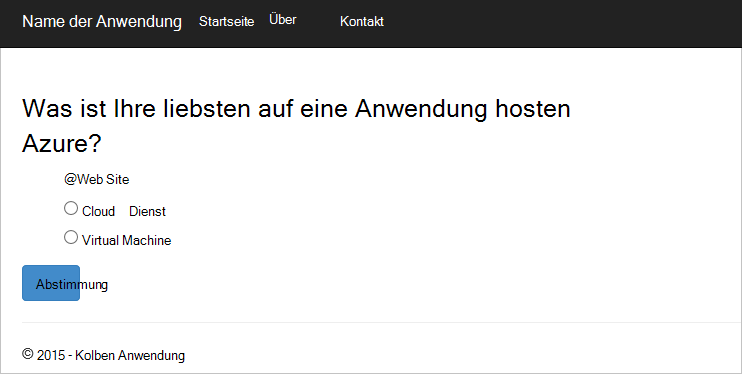 Name der Anwendung Startseite Über Kontakt
Was ist Ihre liebsten auf eine Anwendung hosten
Azure?
@Web Site
Cloud Dienst
Virtual Machine
Abstimmung
© 2015 - Kolben Anwendung